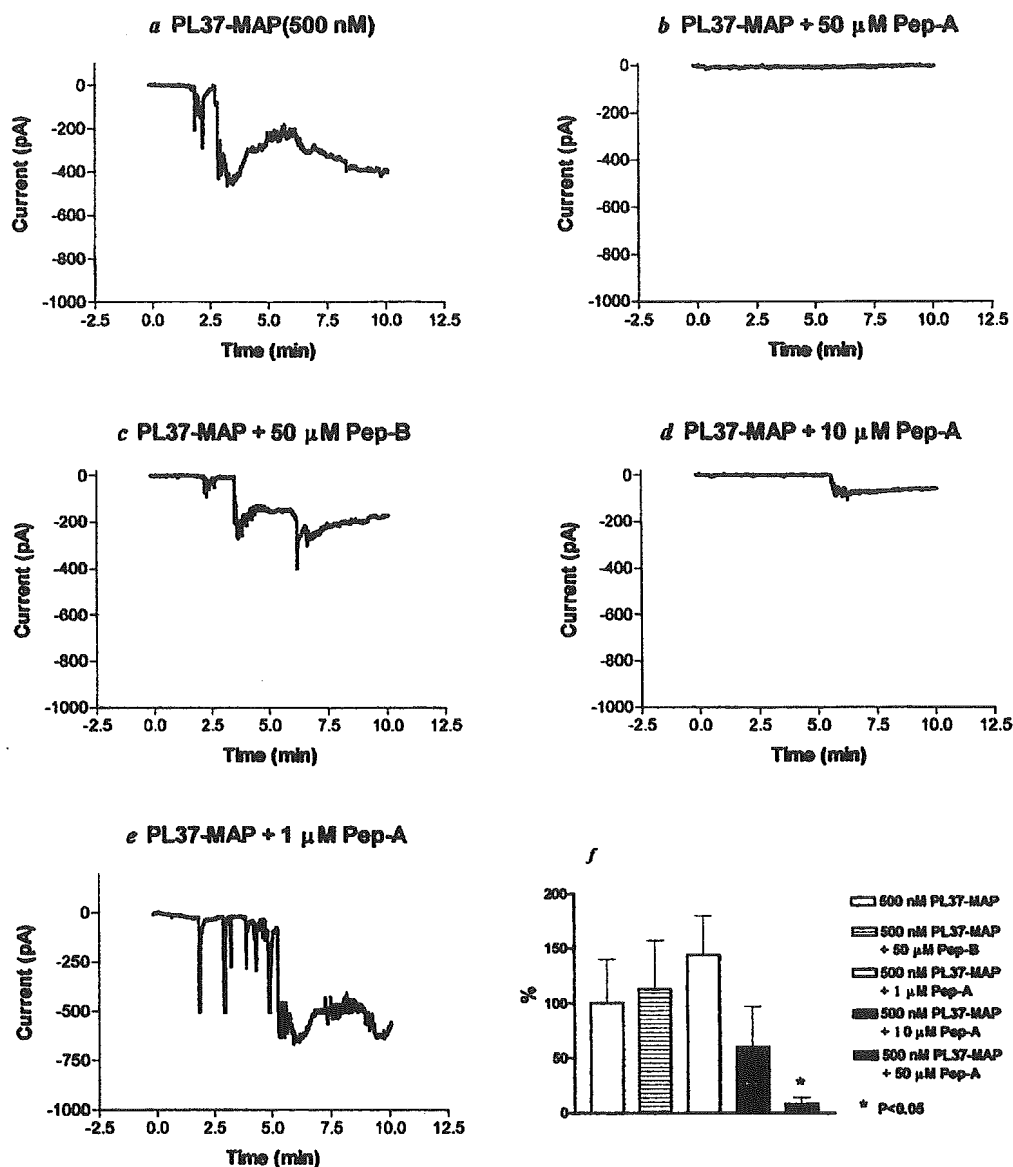 a PL37-MAP(500 nM)
0
-200
-400
-600
-800
-1000
Current (pA)
-2.5 0.0 2.5 5.0 7.5 10.0 12.5
Time (min)
b PL37-MAP + 50 μM Pep-A
0
-200
-400
-600
-800
-1000
Current (pA)
-2.5 0.0 2.5 5.0 7.5 10.0 12.5
Time (min)
c PL37-MAP + 50 μM Pep-B
0
-200
-400
-600
-800
-1000
Current (pA)
-2.5 0.0 2.5 5.0 7.5 10.0 12.5
Time (min)
d PL37-MAP + 10 μM Pep-A
0
-200
-400
-600
-800
-1000
Current (pA)
-2.5 0.0 2.5 5.0 7.5 10.0 12.5
Time (min)
e PL37-MAP + 1 μM Pep-A
0
-250
-500
-750
-1000
Current (pA)
-2.5 0.0 2.5 5.0 7.5 10.0 12.5
Time (min)
f
200
150
100
50
0
%
*
500 nM PL37-MAP
500 nM PL37-MAP
+ 50 μM Pep-B
500 nM PL37-MAP
+ 1 μM Pep-A
500 nM PL37-MAP
+ 10 μM Pep-A
500 nM PL37-MAP
+ 50 μM Pep-A
* P<0.05